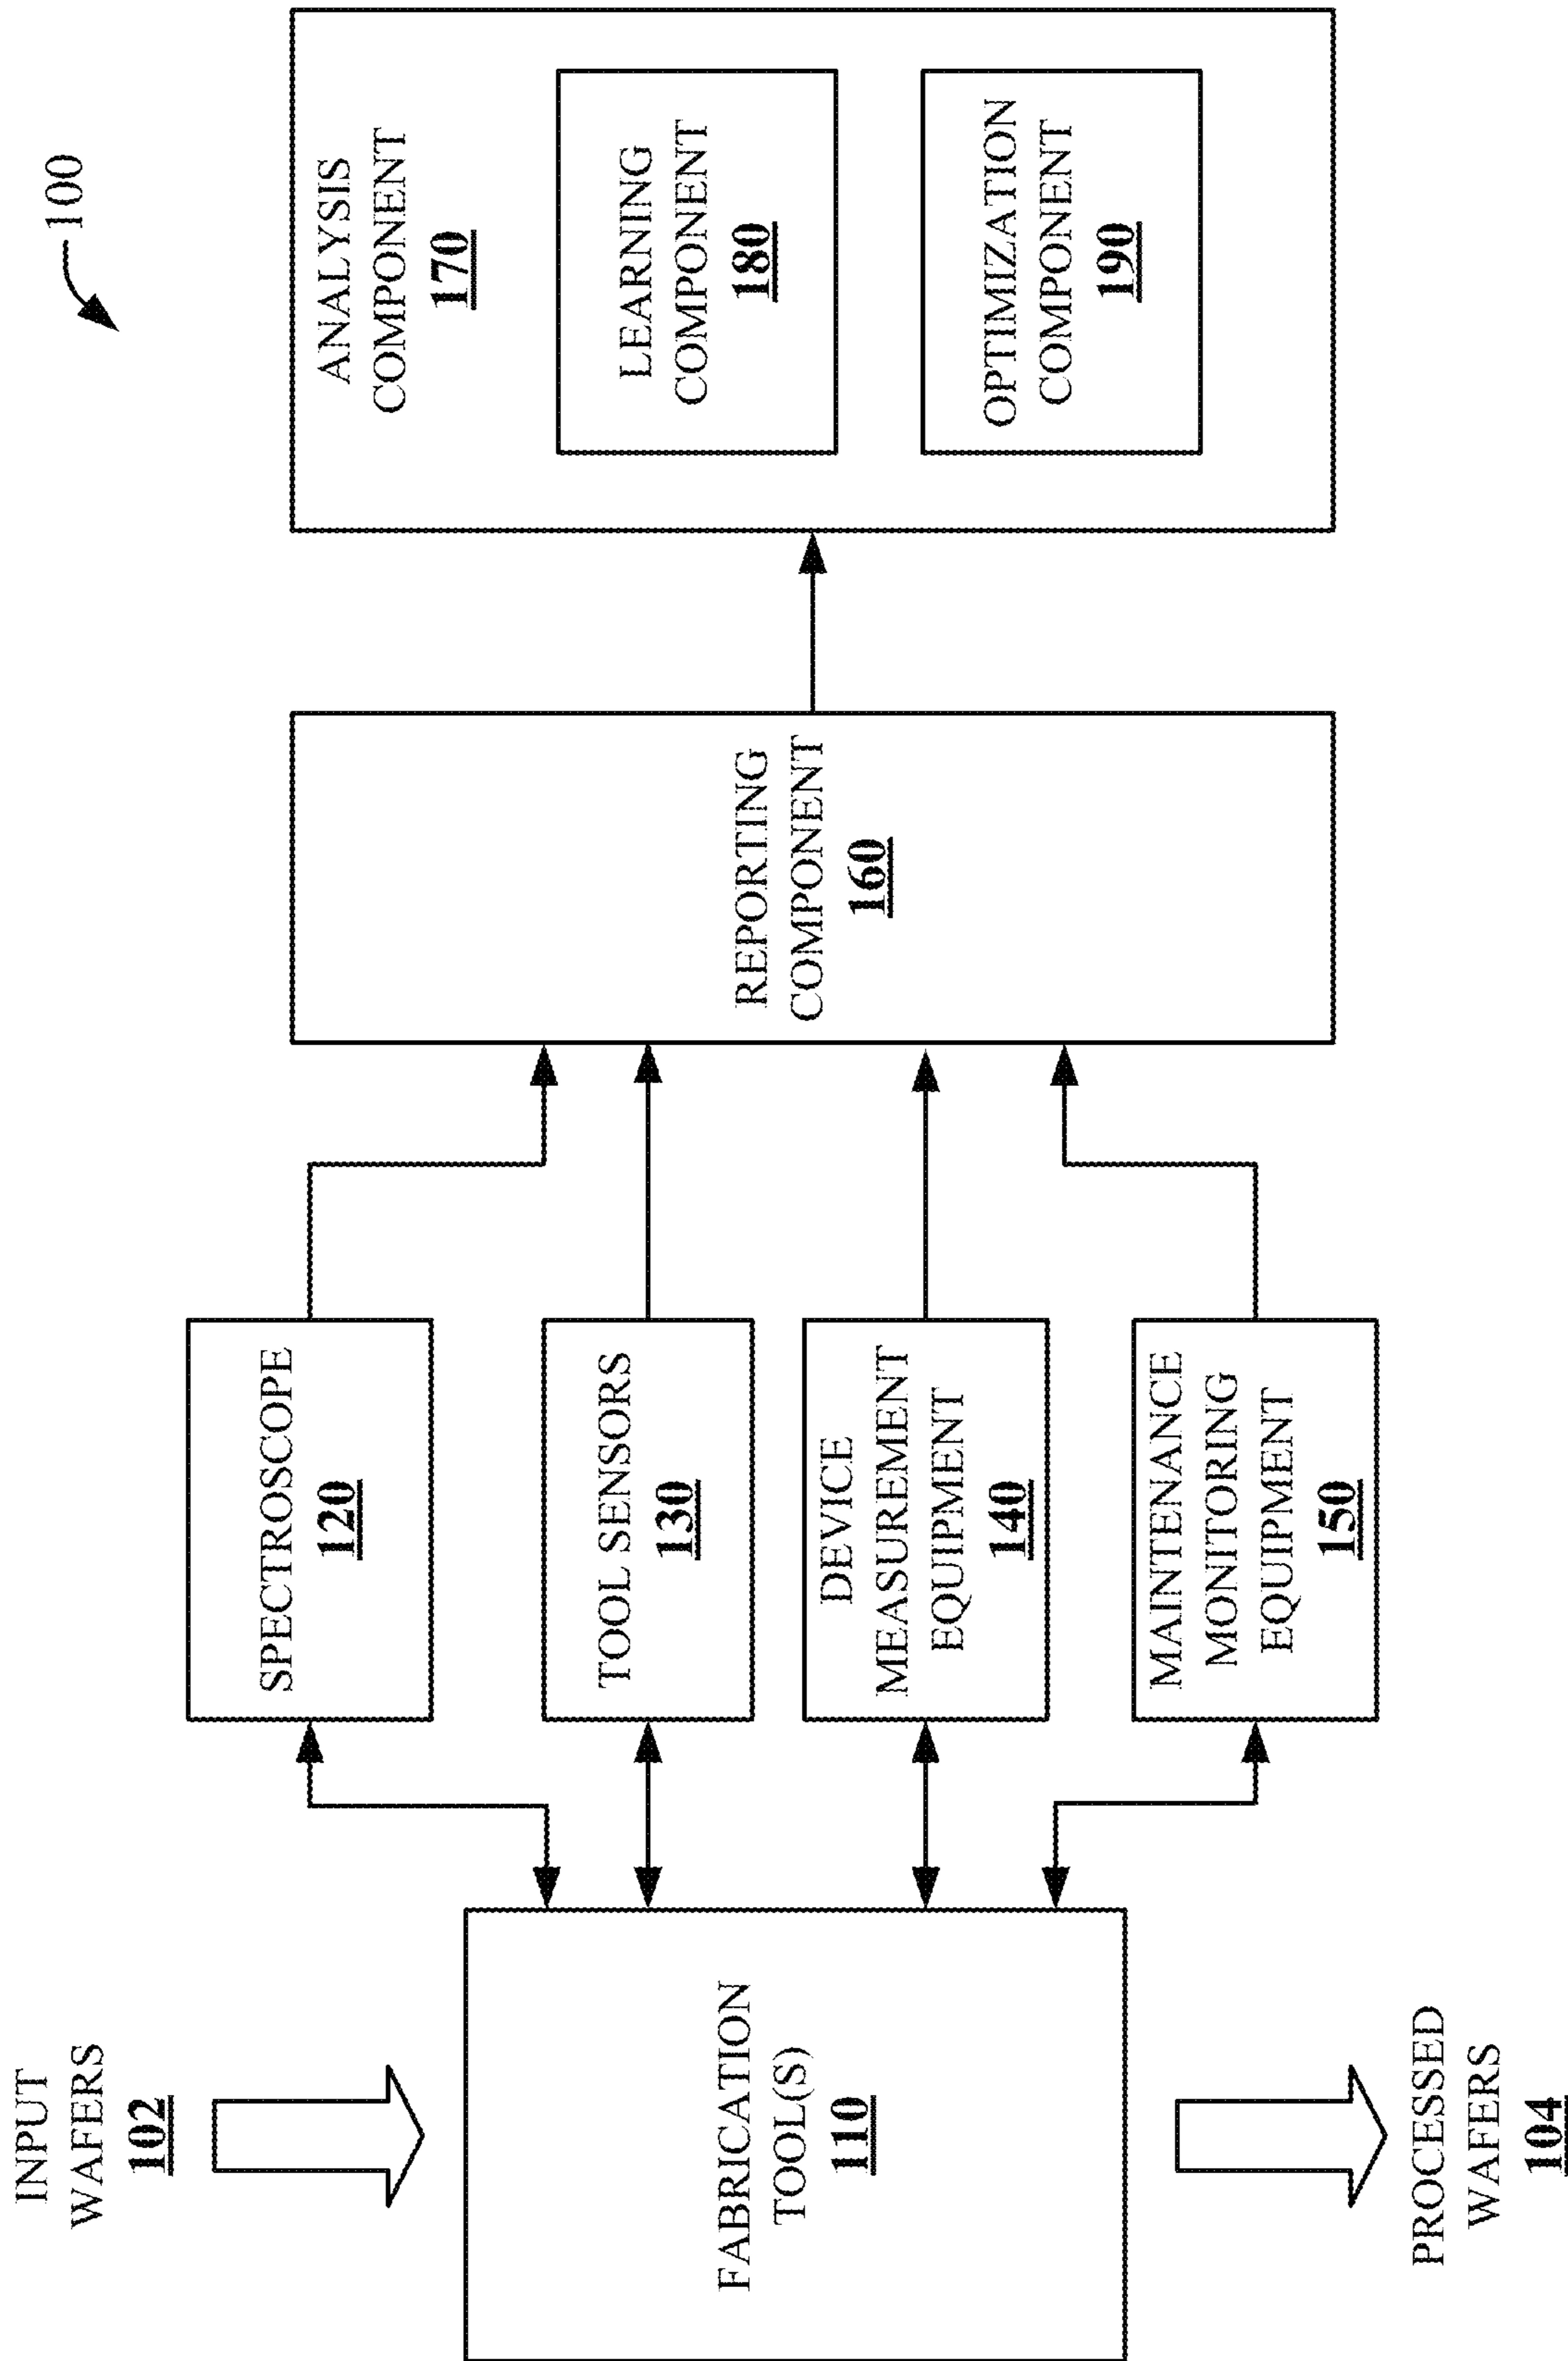 100
INPUT
WAFERS
102
FABRICATION
TOOL(S)
110
PROCESSED
WAFERS
104
SPECTROSCOPE
120
TOOL SENSORS
130
DEVICE
MEASUREMENT
EQUIPMENT
140
MAINTENANCE
MONITORING
EQUIPMENT
150
REPORTING
COMPONENT
160
ANALYSIS
COMPONENT
170
LEARNING
COMPONENT
180
OPTIMIZATION
COMPONENT
190